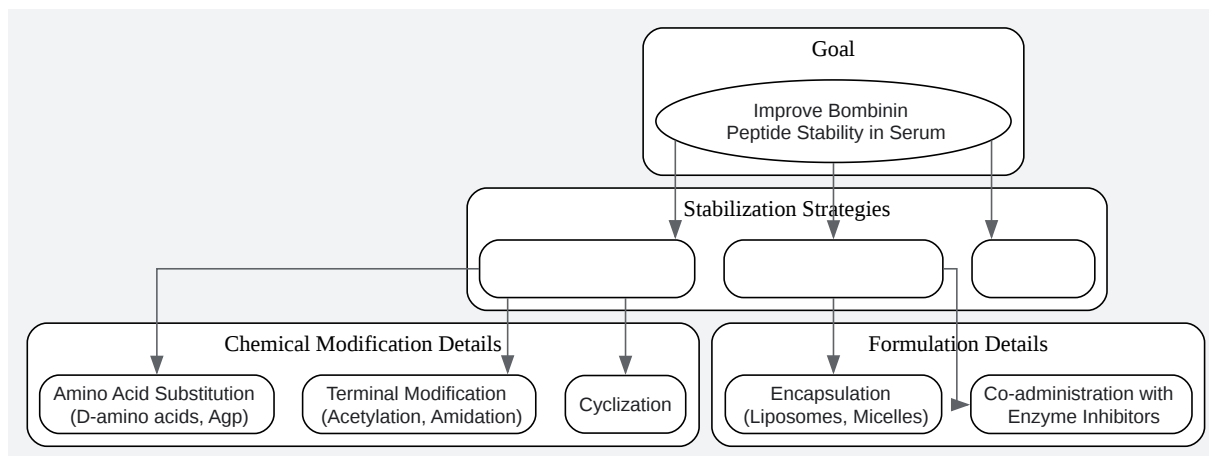 Goal
Improve Bombinin
Peptide Stability in Serum
Stabilization Strategies
Chemical Modification Details
Amino Acid Substitution
(D-amino acids, Agp)
Terminal Modification
(Acetylation, Amidation)
Cyclization
Formulation Details
Encapsulation
(Liposomes, Micelles)
Co-administration with
Enzyme Inhibitors